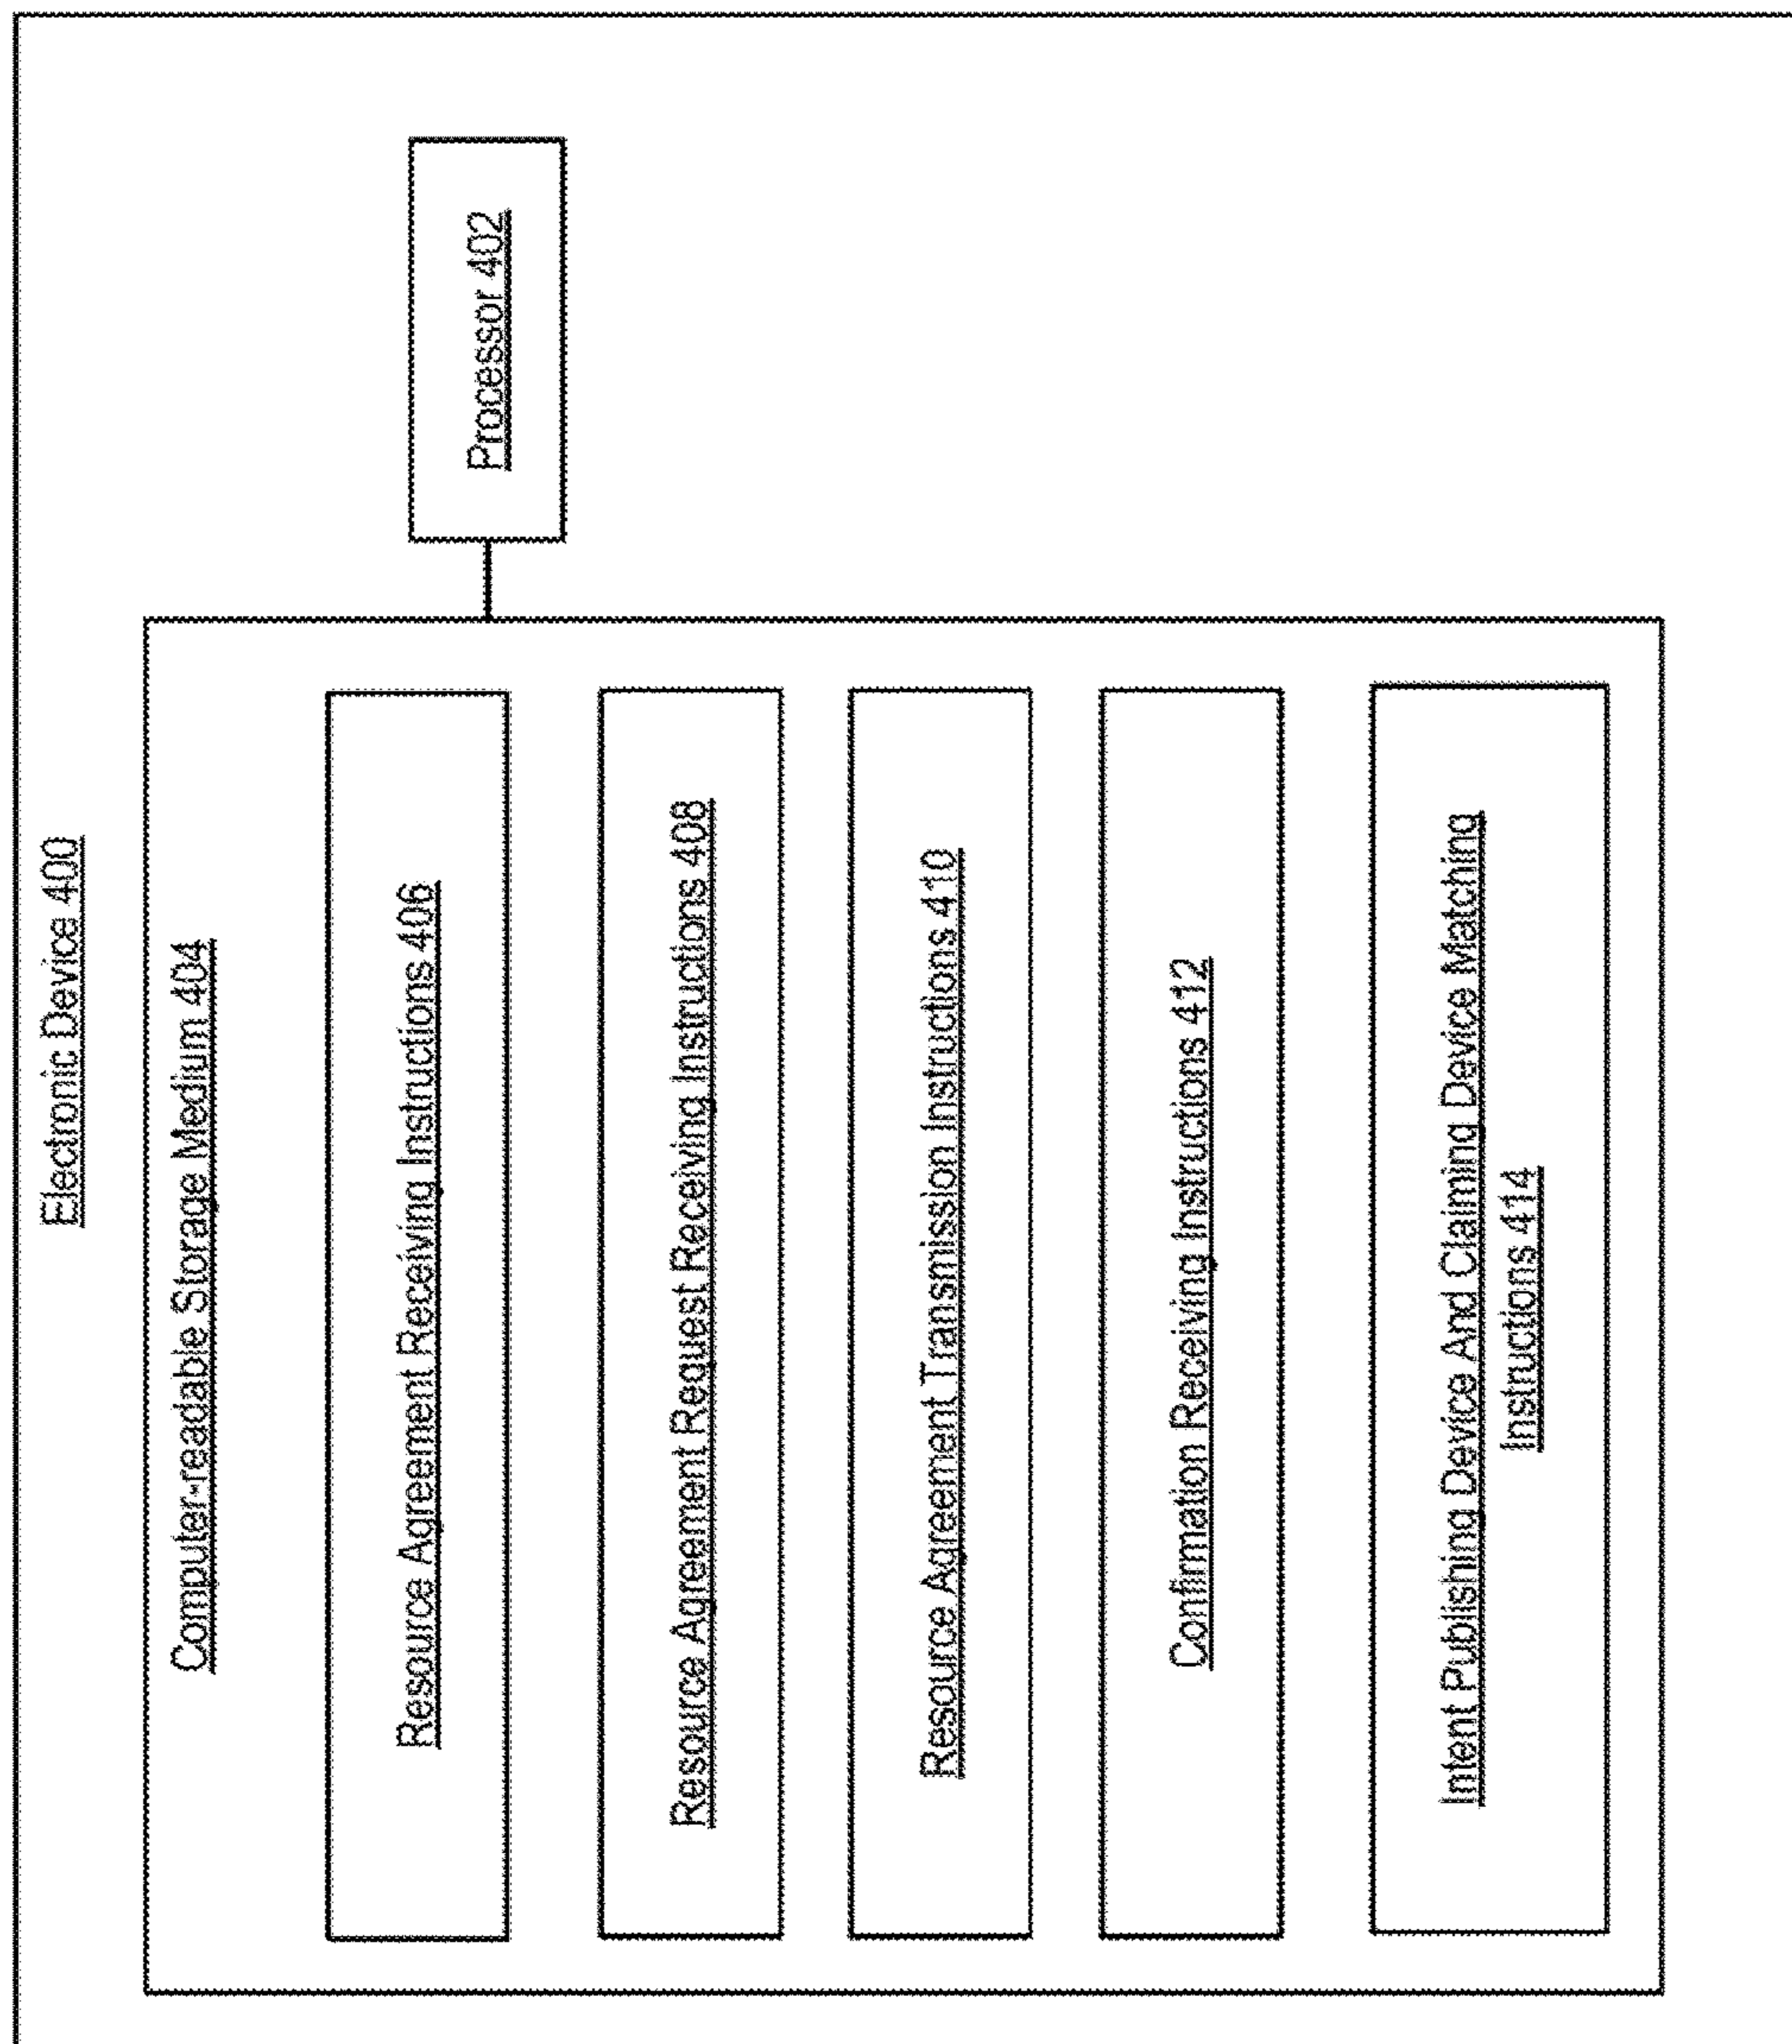 Electronic Device 400
Computer-readable Storage Medium 404
Resource Agreement Receiving Instructions 406
Resource Agreement Request Receiving Instructions 408
Resource Agreement Transmission Instructions 410
Confirmation Receiving Instructions 412
Intent Publishing Device And Claiming Device Matching
Instructions 414
Processor 402